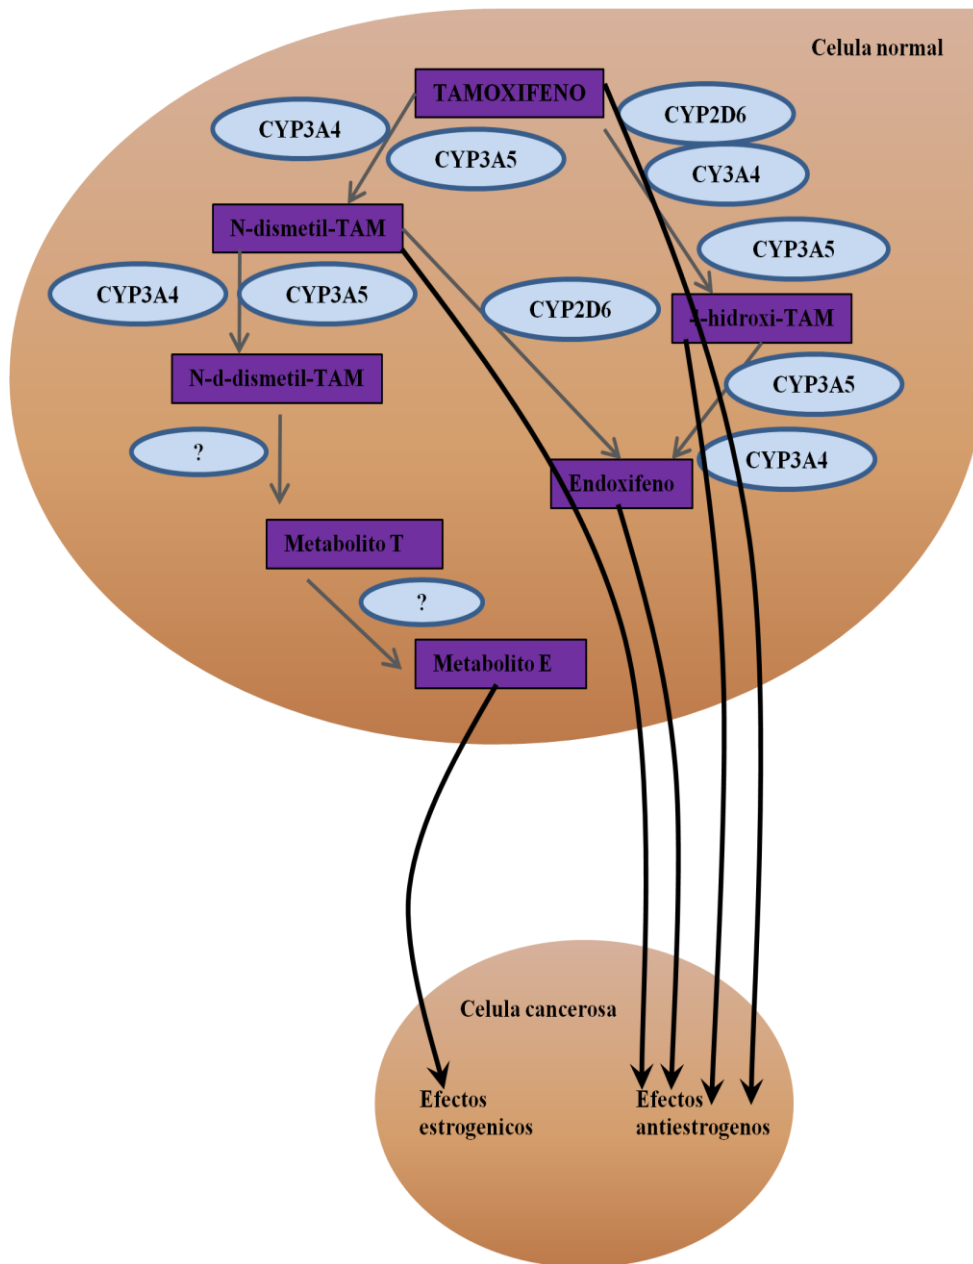 Celula normal
TAMOXIFENO
CYP3A4
CYP2D6
CYP3A5
CY3A4
N-dismetil-TAM
CYP3A5
CYP3A4
CYP3A5
CYP2D6
-hidroxi-TAM
N-d-dismetil-TAM
CYP3A5
?
CYP3A4
Endoxifeno
Metabolito T
?
Metabolito E
Celula cancerosa
Efectos
estrogenicos
Efectos
antiestrogenos